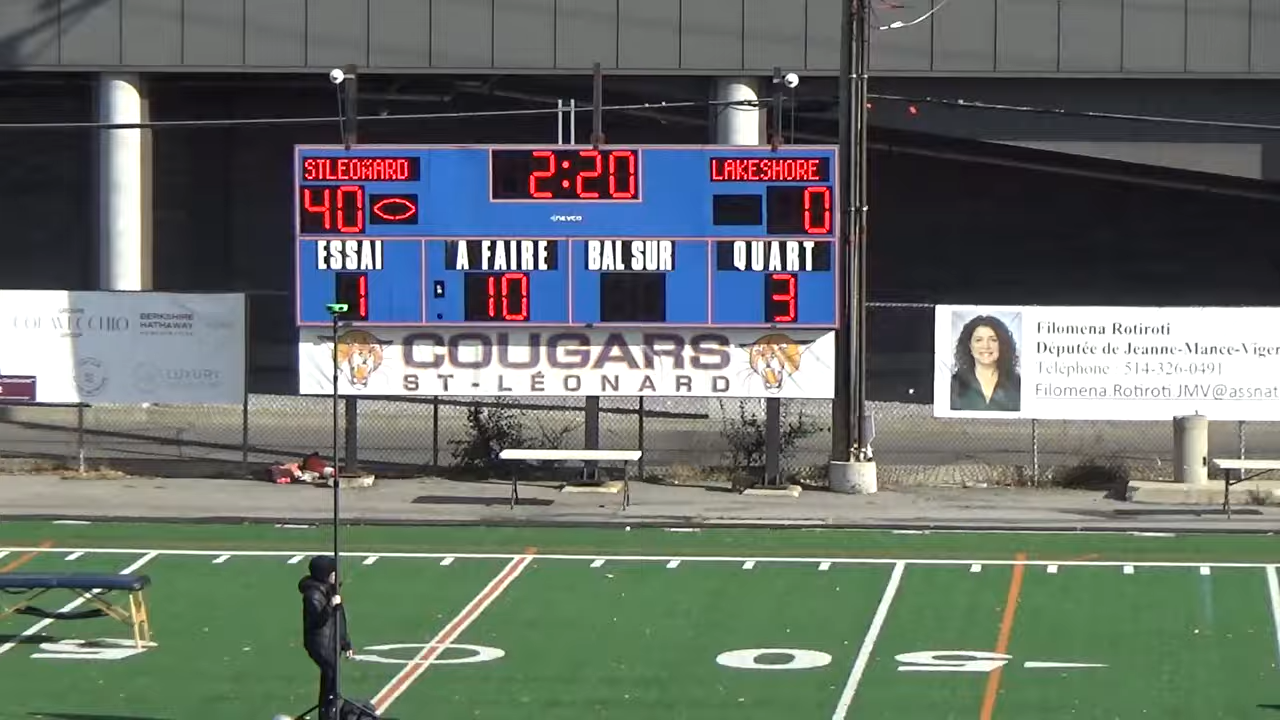 STLEONARD
2:20
LAKESHORE
40
0
nevco
ESSAI
A FAIRE
BAL SUR
QUART
1
10
3
COUGARS
ST-LÉONARD
COLAVECCHIO
BERKSHIRE
HATHAWAY
LUXURY
Filomena Rotiroti
Députée de Jeanne-Mance-Viger
Téléphone : 514-326-0491
Filomena.Rotiroti.JMV@assnat